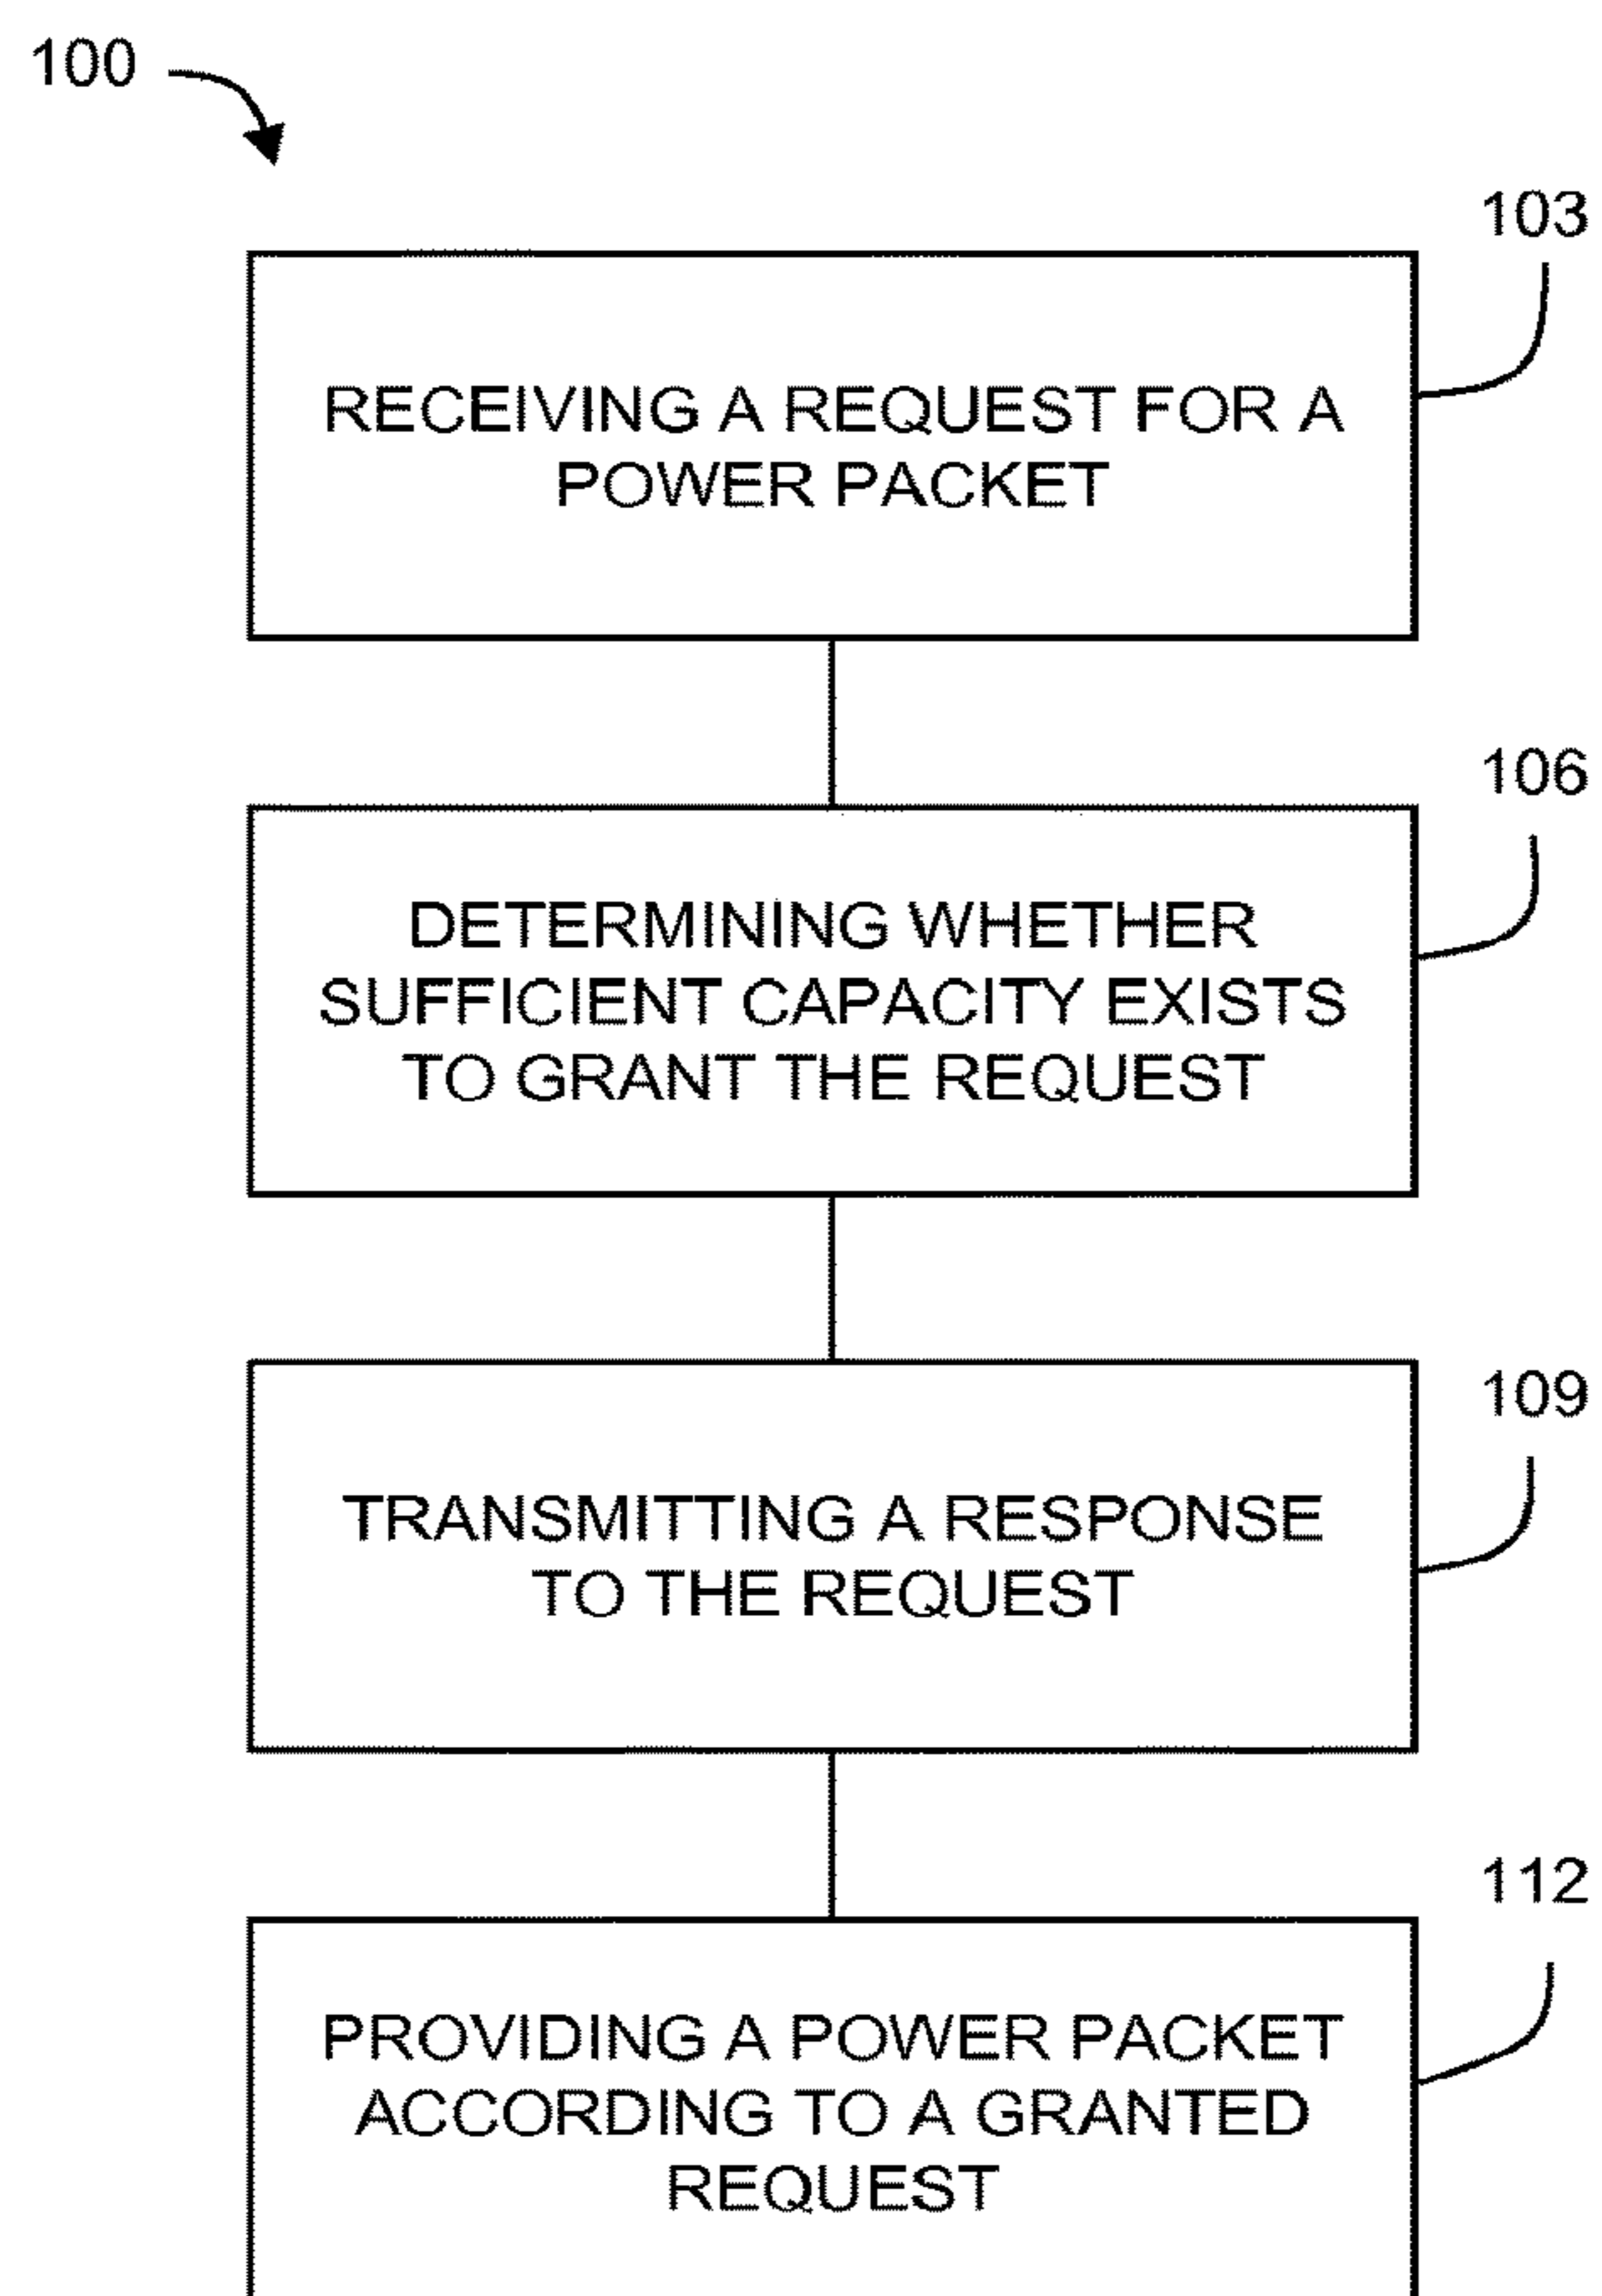 100
103
RECEIVING A REQUEST FOR A
POWER PACKET
106
DETERMINING WHETHER
SUFFICIENT CAPACITY EXISTS
TO GRANT THE REQUEST
109
TRANSMITTING A RESPONSE
TO THE REQUEST
112
PROVIDING A POWER PACKET
ACCORDING TO A GRANTED
REQUEST